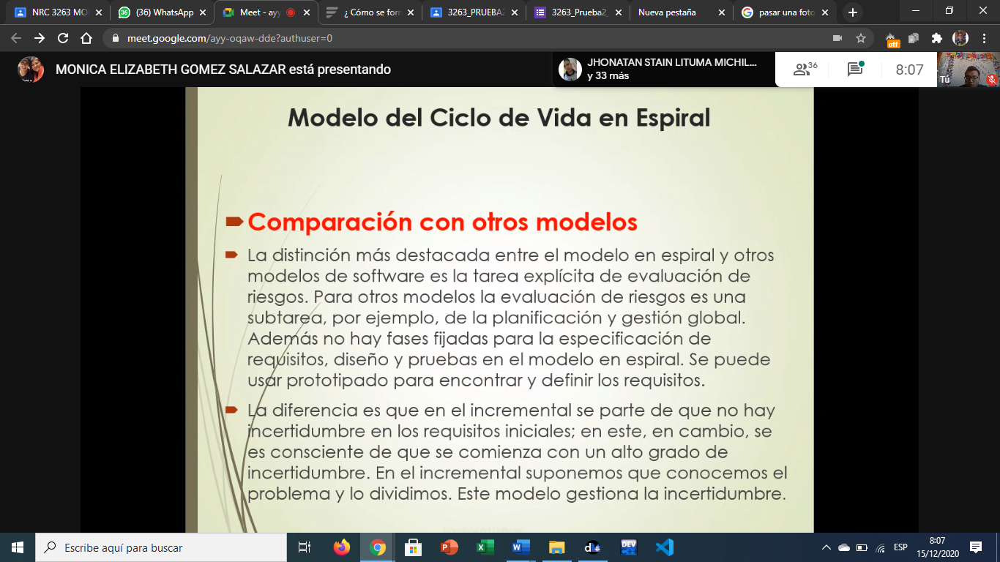 NRC 3263 MO
(36) WhatsApp
Meet - ayy
¿ Cómo se for
3263_PRUEBA2
3263_Prueba2_
Nueva pestaña
pasar una foto
meet.google.com/ayy-oqaw-dde?authuser=0
off
MONICA ELIZABETH GOMEZ SALAZAR está presentando
JHONATAN STAIN LITUMA MICHIL...
y 33 más
36
8:07
Tú
Modelo del Ciclo de Vida en Espiral
Comparación con otros modelos
La distinción más destacada entre el modelo en espiral y otros
modelos de software es la tarea explícita de evaluación de
riesgos. Para otros modelos la evaluación de riesgos es una
subtarea, por ejemplo, de la planificación y gestión global.
Además no hay fases fijadas para la especificación de
requisitos, diseño y pruebas en el modelo en espiral. Se puede
usar prototipado para encontrar y definir los requisitos.
La diferencia es que en el incremental se parte de que no hay
incertidumbre en los requisitos iniciales; en este, en cambio, se
es consciente de que se comienza con un alto grado de
incertidumbre. En el incremental suponemos que conocemos el
problema y lo dividimos. Este modelo gestiona la incertidumbre.
Escribe aquí para buscar
DEV
ESP
8:07
15/12/2020